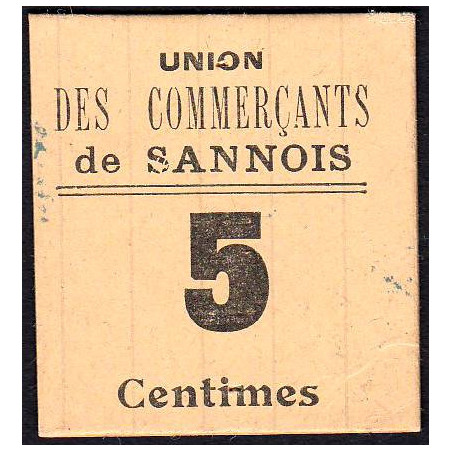 UNION
DES COMMERÇANTS
de SANNOIS
5
Centimes